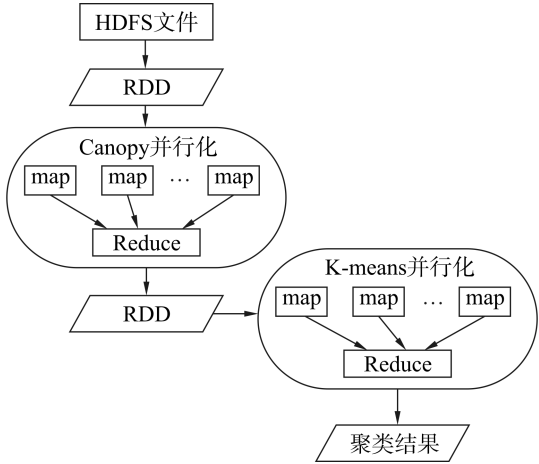 HDFS文件
RDD
Canopy并行化
map map … map
Reduce
RDD
K-means并行化
map map … map
Reduce
聚类结果